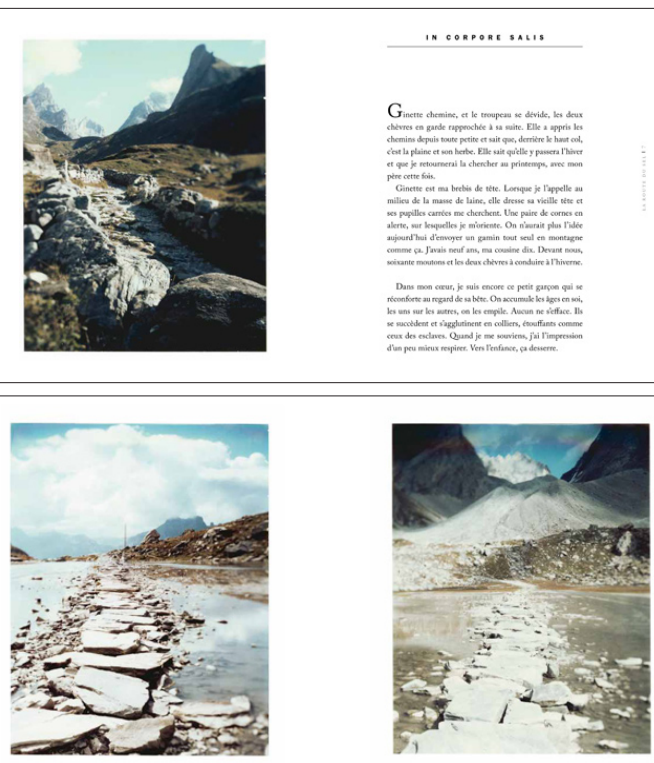 IN CORPORE SALIS
Ginette chemine, et le troupeau se dévide, les deux
chèvres en garde rapprochée à sa suite. Elle a appris les
chemins depuis toute petite et sait que, derrière le haut col,
c'est la plaine et son herbe. Elle sait qu'elle y passera l'hiver
et que je retournerai la chercher au printemps, avec mon
père cette fois.
Ginette est ma brebis de tête. Lorsque je l'appelle au
milieu de la masse de laine, elle dresse sa vieille tête et
ses pupilles carrées me cherchent. Une paire de cornes en
alerte, sur lesquelles je m'oriente. On n'aurait plus l'idée
aujourd'hui d'envoyer un gamin tout seul en montagne
comme ça. J'avais neuf ans, ma cousine dix. Devant nous,
soixante moutons et les deux chèvres à conduire à l'hiverne.
Dans mon cœur, je suis encore ce petit garçon qui se
réconforte au regard de sa bête. On accumule les âges en soi,
les uns sur les autres, on les empile. Aucun ne s'efface. Ils
se succèdent et s'agglutinent en colliers, étouffants comme
ceux des esclaves. Quand je me souviens, j'ai l'impression
d'un peu mieux respirer. Vers l'enfance, ça desserre.